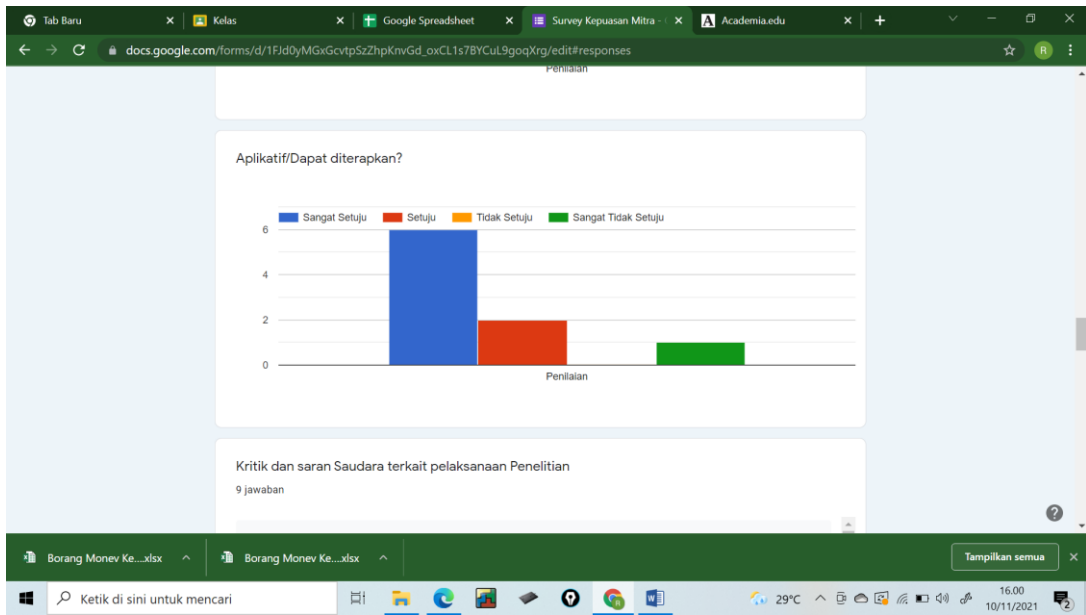 Tab Baru
Kelas
Google Spreadsheet
Survey Kepuasan Mitra -
Academia.edu
docs.google.com/forms/d/1FJd0yMGxGcvtpSzZhpKnvGd_oxCL1s7BYCuL9goqXrg/edit#responses
R
Penilaian
Aplikatif/Dapat diterapkan?
Sangat Setuju Setuju Tidak Setuju Sangat Tidak Setuju
6
4
2
0
Penilaian
Kritik dan saran Saudara terkait pelaksanaan Penelitian
9 jawaban
Borang Monev Ke....xlsx
Borang Monev Ke....xlsx
Tampilkan semua
Ketik di sini untuk mencari
29°C
16.00
10/11/2021
2